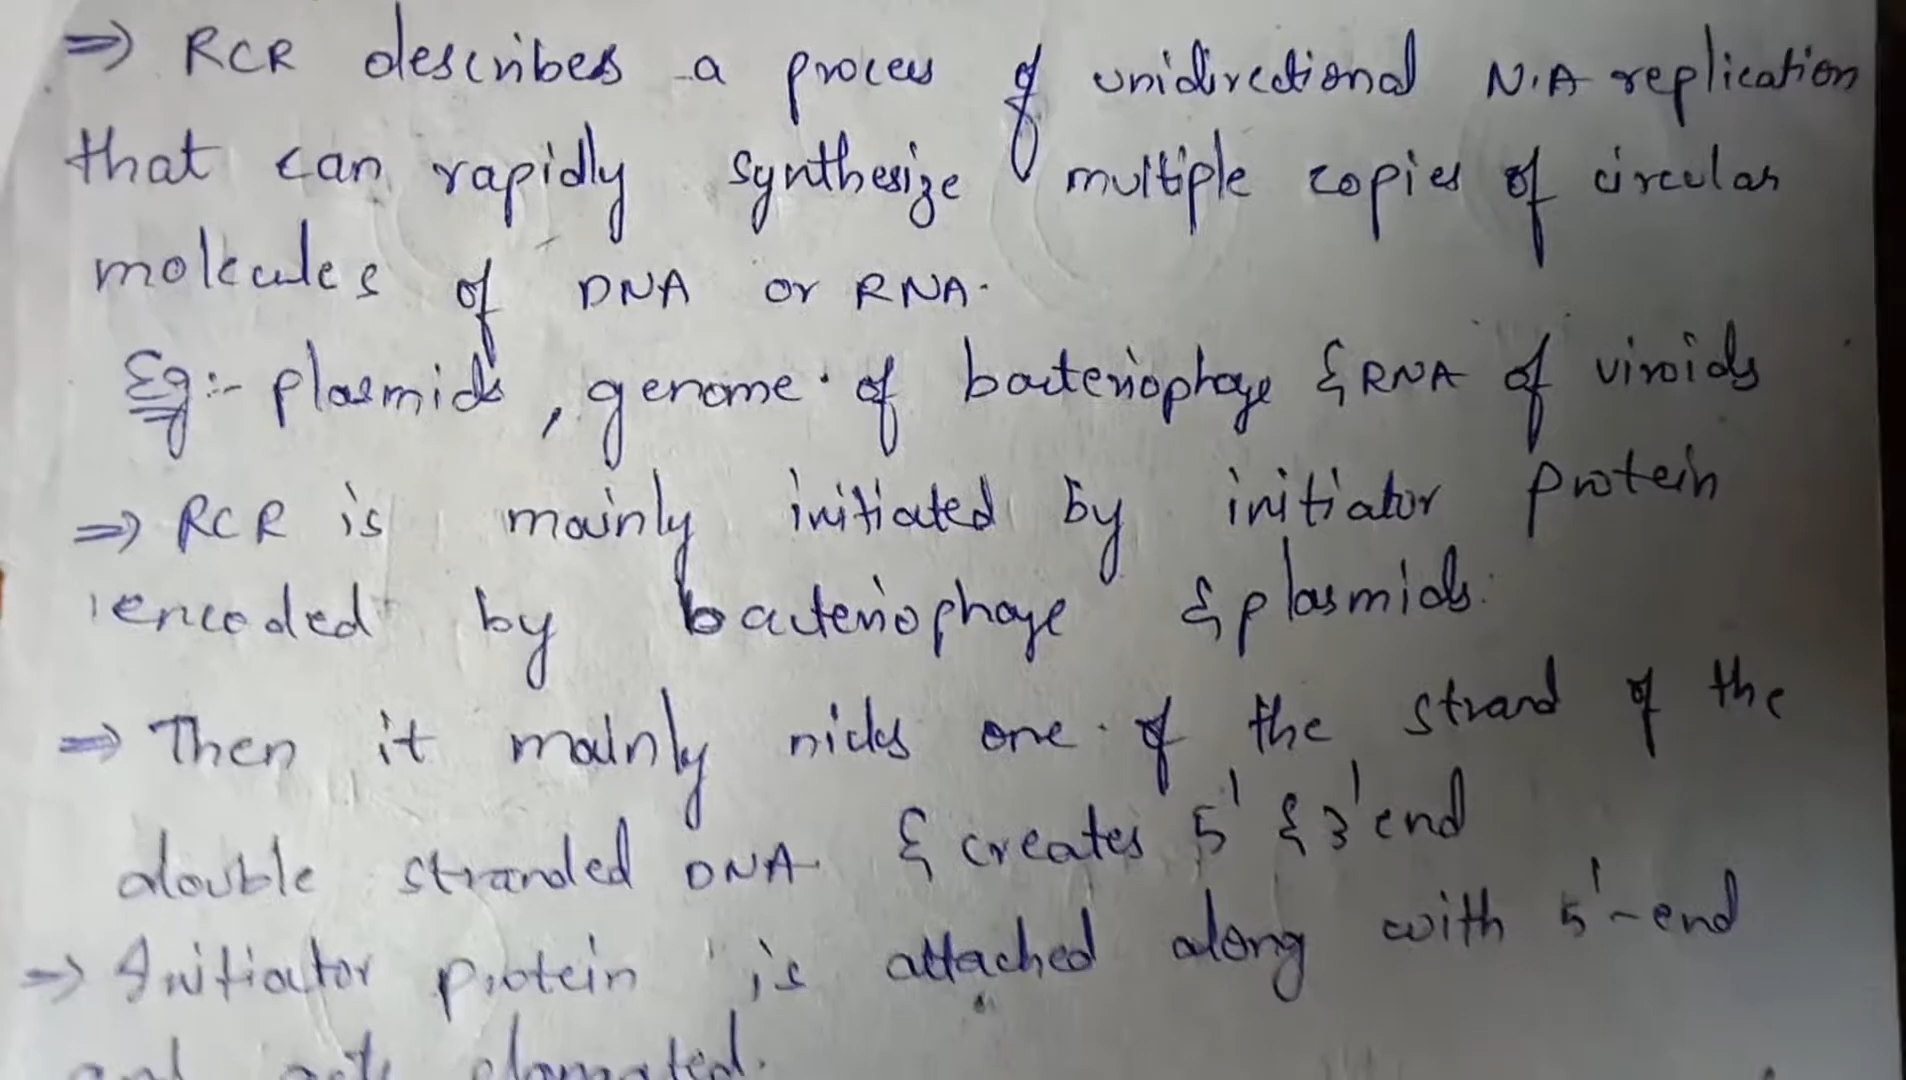 ⇒ RCR describes a process of unidirectional N.A replication
that can rapidly synthesize multiple copies of circular
molecules of DNA or RNA.
Eg:- plasmids, genome of bacteriophage & RNA of viroids
⇒ RCR is mainly initiated by initiator protein
encoded by bacteriophage & plasmids.
⇒ Then it mainly nicks one of the strand of the
double stranded DNA & creates 5' & 3' end
⇒ Initiator protein is attached along with 5'-end
and gets elongated.